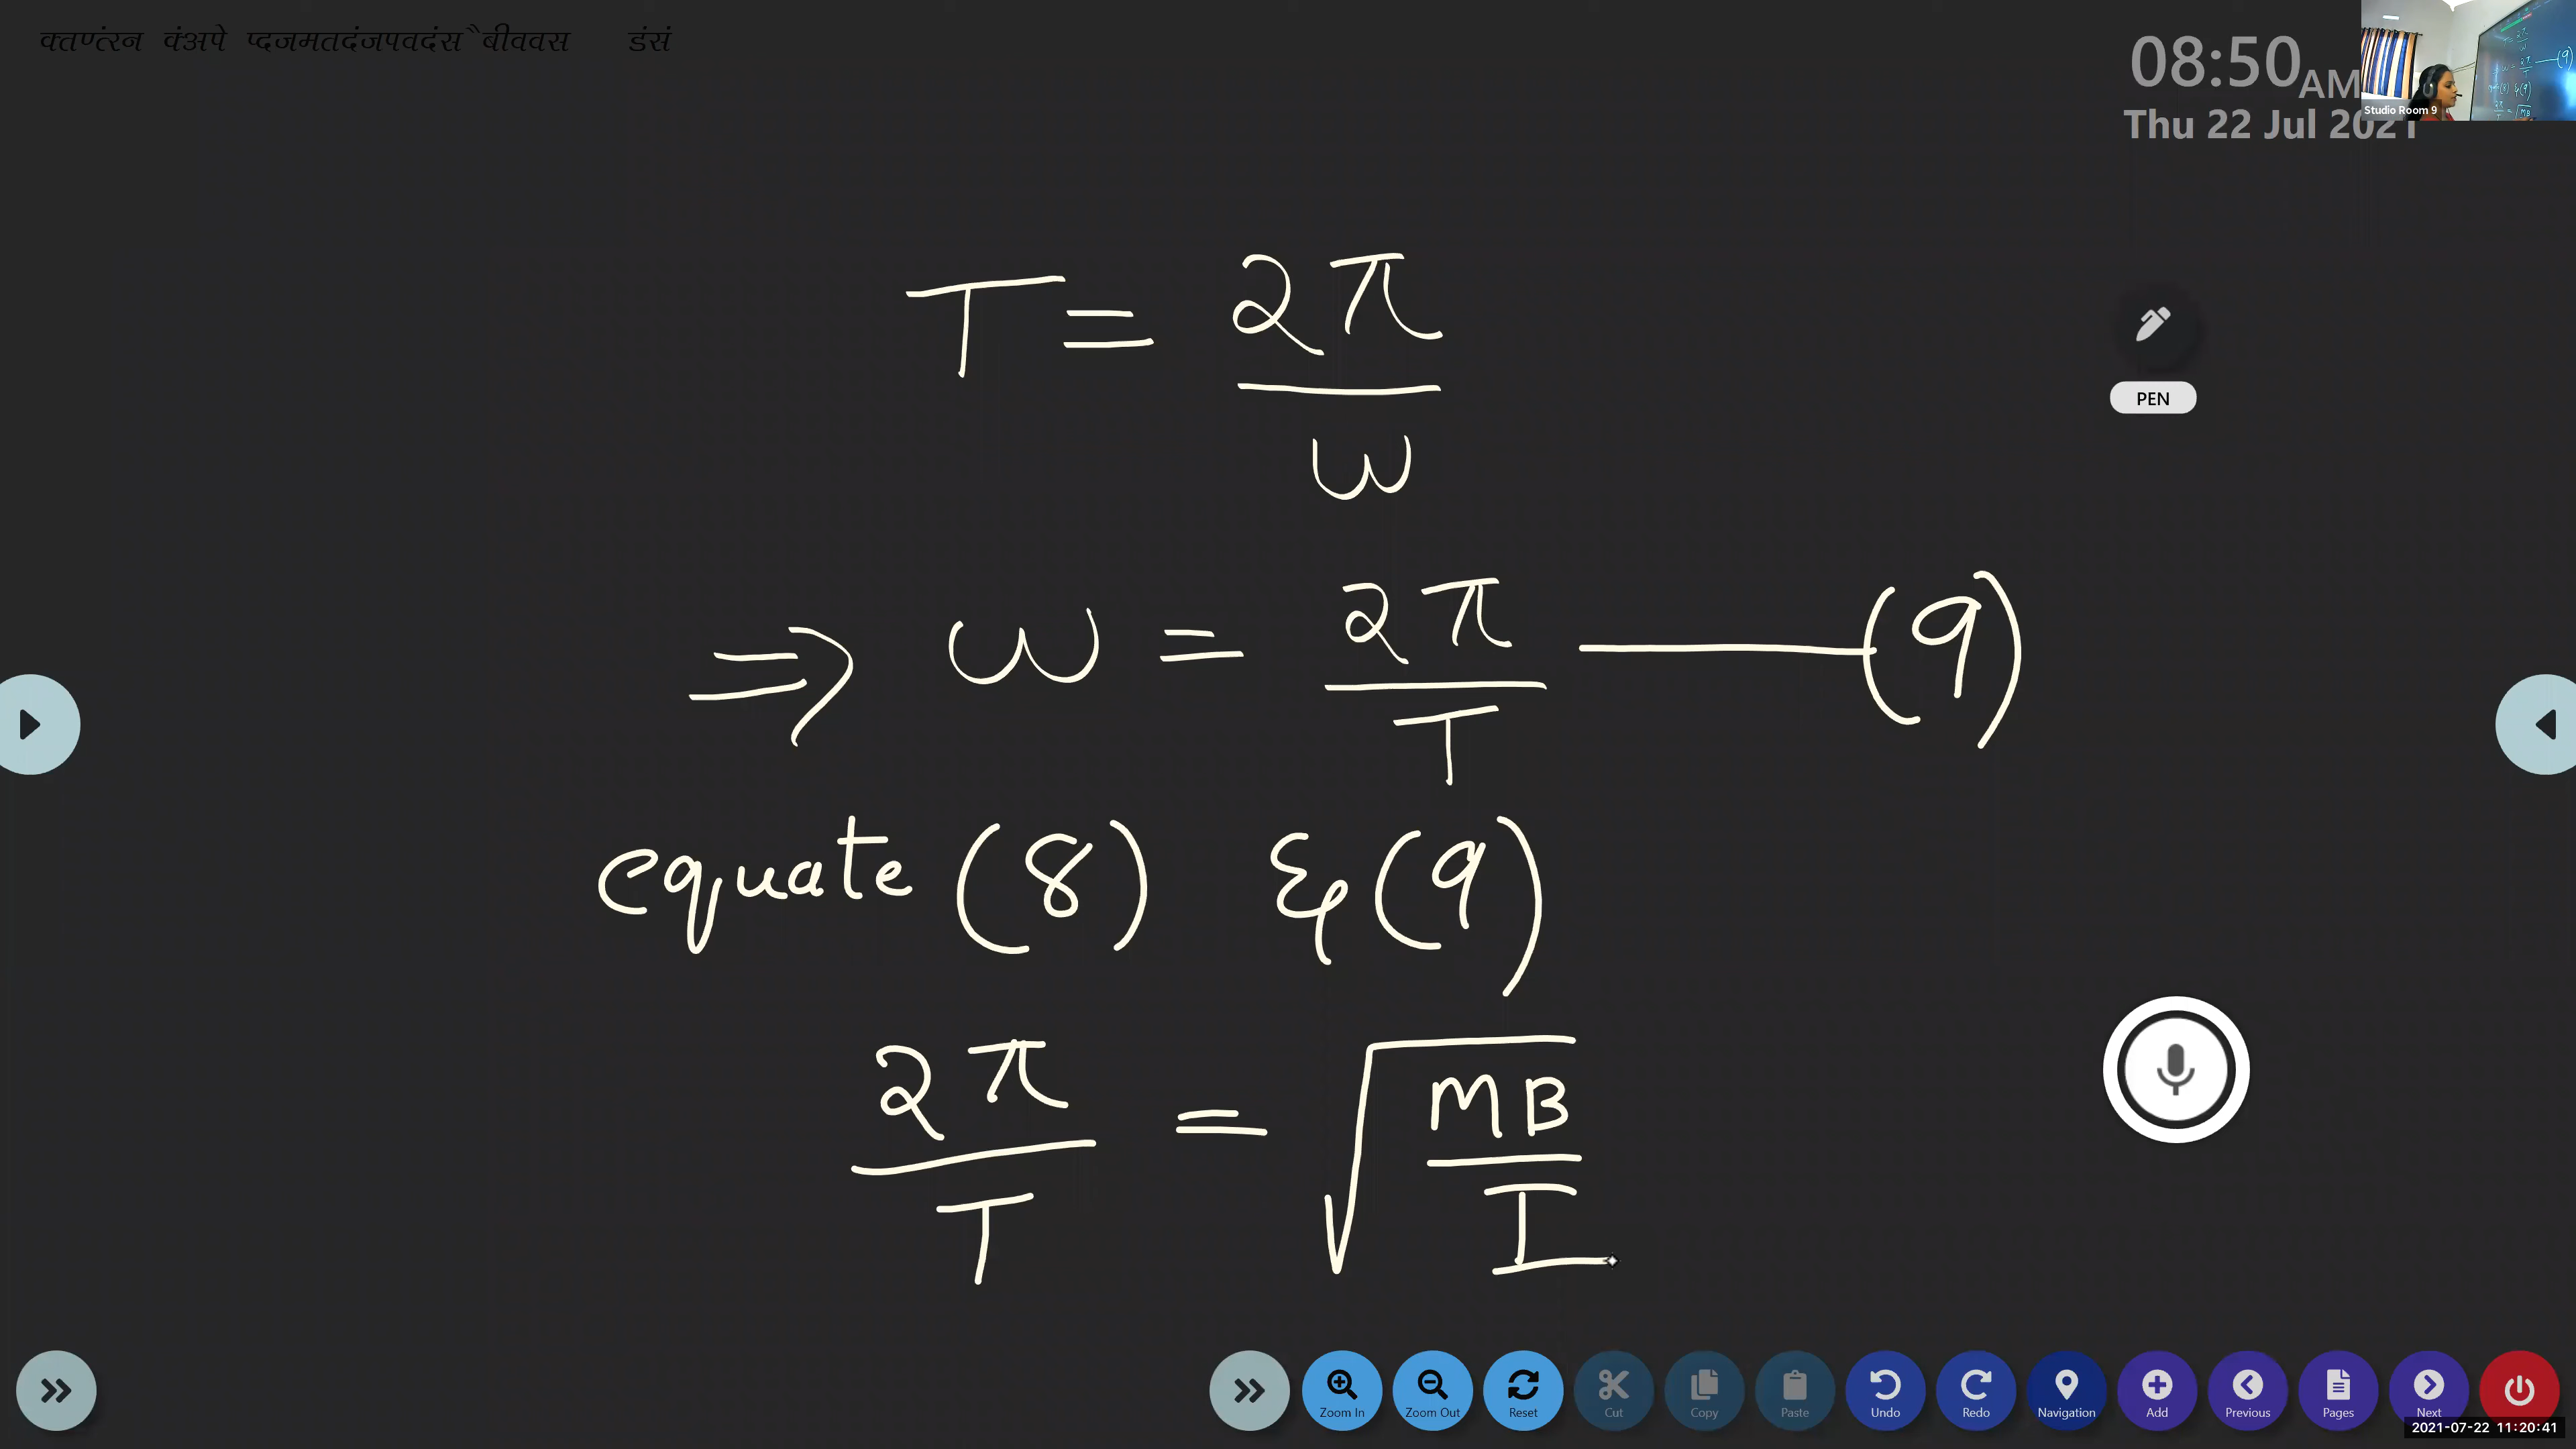 क्तण्ंरन कंअपे प्दजमतदंजपवदंसैबीववस डंसं
08:50 AM
Thu 22 Jul 2021
Studio Room 9
T = 2π / ω
PEN
⇒ ω = 2π / T —— (9)
equate (8) & (9)
2π / T = √(MB / I)
Zoom In Zoom Out Reset Cut Copy Paste Undo Redo Navigation Add Previous Pages Next
2021-07-22 11:20:41